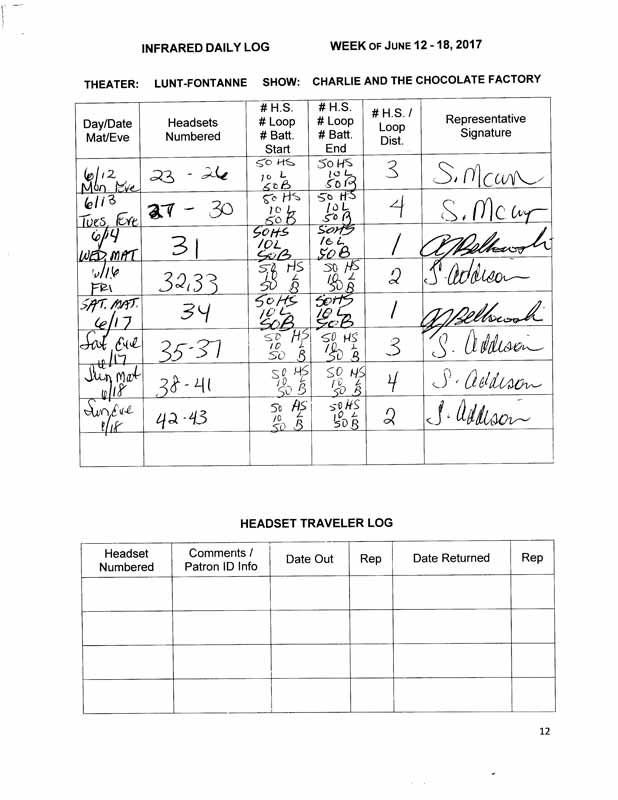 INFRARED DAILY LOG WEEK OF JUNE 12 - 18, 2017
THEATER: LUNT-FONTANNE SHOW: CHARLIE AND THE CHOCOLATE FACTORY
Day/Date Mat/Eve Headsets Numbered # H.S. # Loop # Batt. Start # H.S. # Loop # Batt. End # H.S. / Loop Dist. Representative Signature
6/12 Mon Eve 23 - 26 50 HS 10 L 50 B 50 HS 10 L 50 B 3
6/13 Tues Eve 27 - 30 50 HS 10 L 50 B 50 HS 10 L 50 B 4
6/14 WED. MAT 31 50HS 10L 50B 50HS 10L 50B 1
6/16 FRI 32,33 50 HS 10 L 50 B 50 HS 10 L 50 B 2 S. Addison
SAT. MAT. 6/17 34 50HS 10L 50B 50HS 10L 50B 1
Sat, Eve 6/17 35-37 50 HS 10 L 50 B 50 HS 10 L 50 B 3 S. Addison
Sun Mat 6/18 38-41 50 HS 10 L 50 B 50 HS 10 L 50 B 4 S. Addison
Sun, Eve 6/18 42-43 50 HS 10 L 50 B 50 HS 10 L 50 B 2 S. Addison
HEADSET TRAVELER LOG
Headset Numbered Comments / Patron ID Info Date Out Rep Date Returned Rep
12